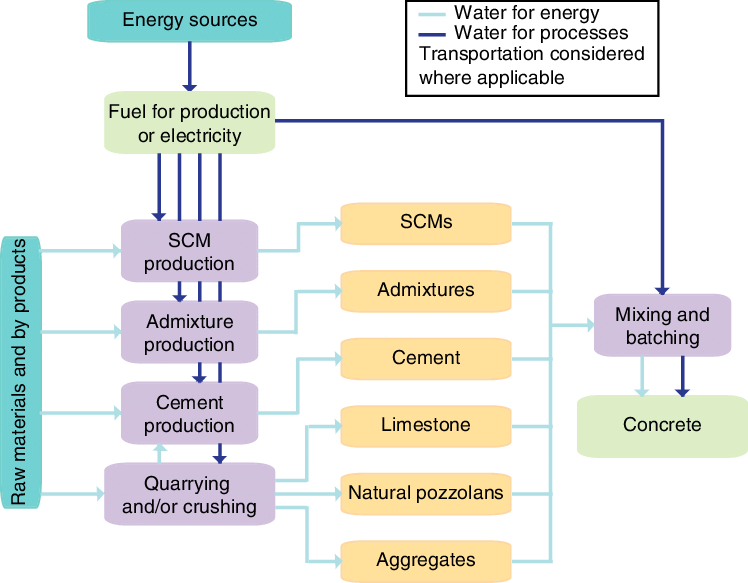 Energy sources
Water for energy
Water for processes
Transportation considered
where applicable
Fuel for production
or electricity
Raw materials and by products
SCM
production
Admixture
production
Cement
production
Quarrying
and/or crushing
SCMs
Admixtures
Cement
Limestone
Natural pozzolans
Aggregates
Mixing and
batching
Concrete